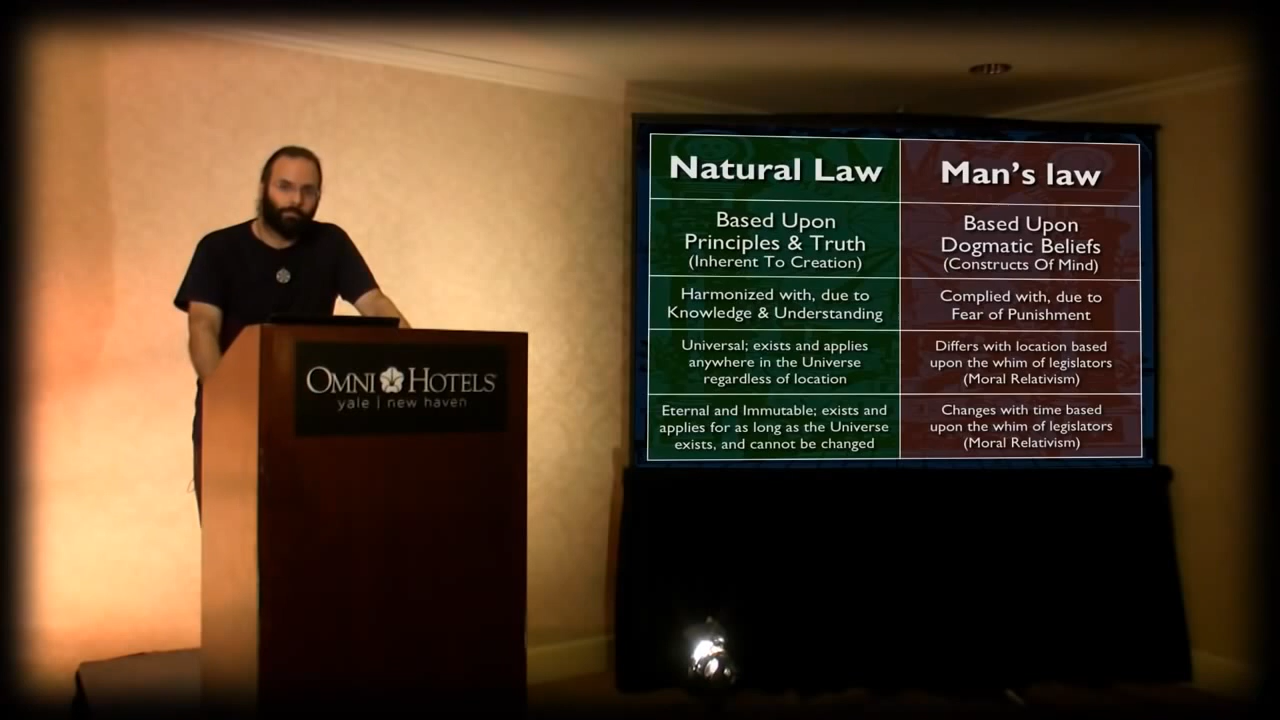 OMNI HOTELS
yale | new haven
Natural Law
Man's law
Based Upon
Principles & Truth
(Inherent To Creation)
Based Upon
Dogmatic Beliefs
(Constructs Of Mind)
Harmonized with, due to
Knowledge & Understanding
Complied with, due to
Fear of Punishment
Universal; exists and applies
anywhere in the Universe
regardless of location
Differs with location based
upon the whim of legislators
(Moral Relativism)
Eternal and Immutable; exists and
applies for as long as the Universe
exists, and cannot be changed
Changes with time based
upon the whim of legislators
(Moral Relativism)